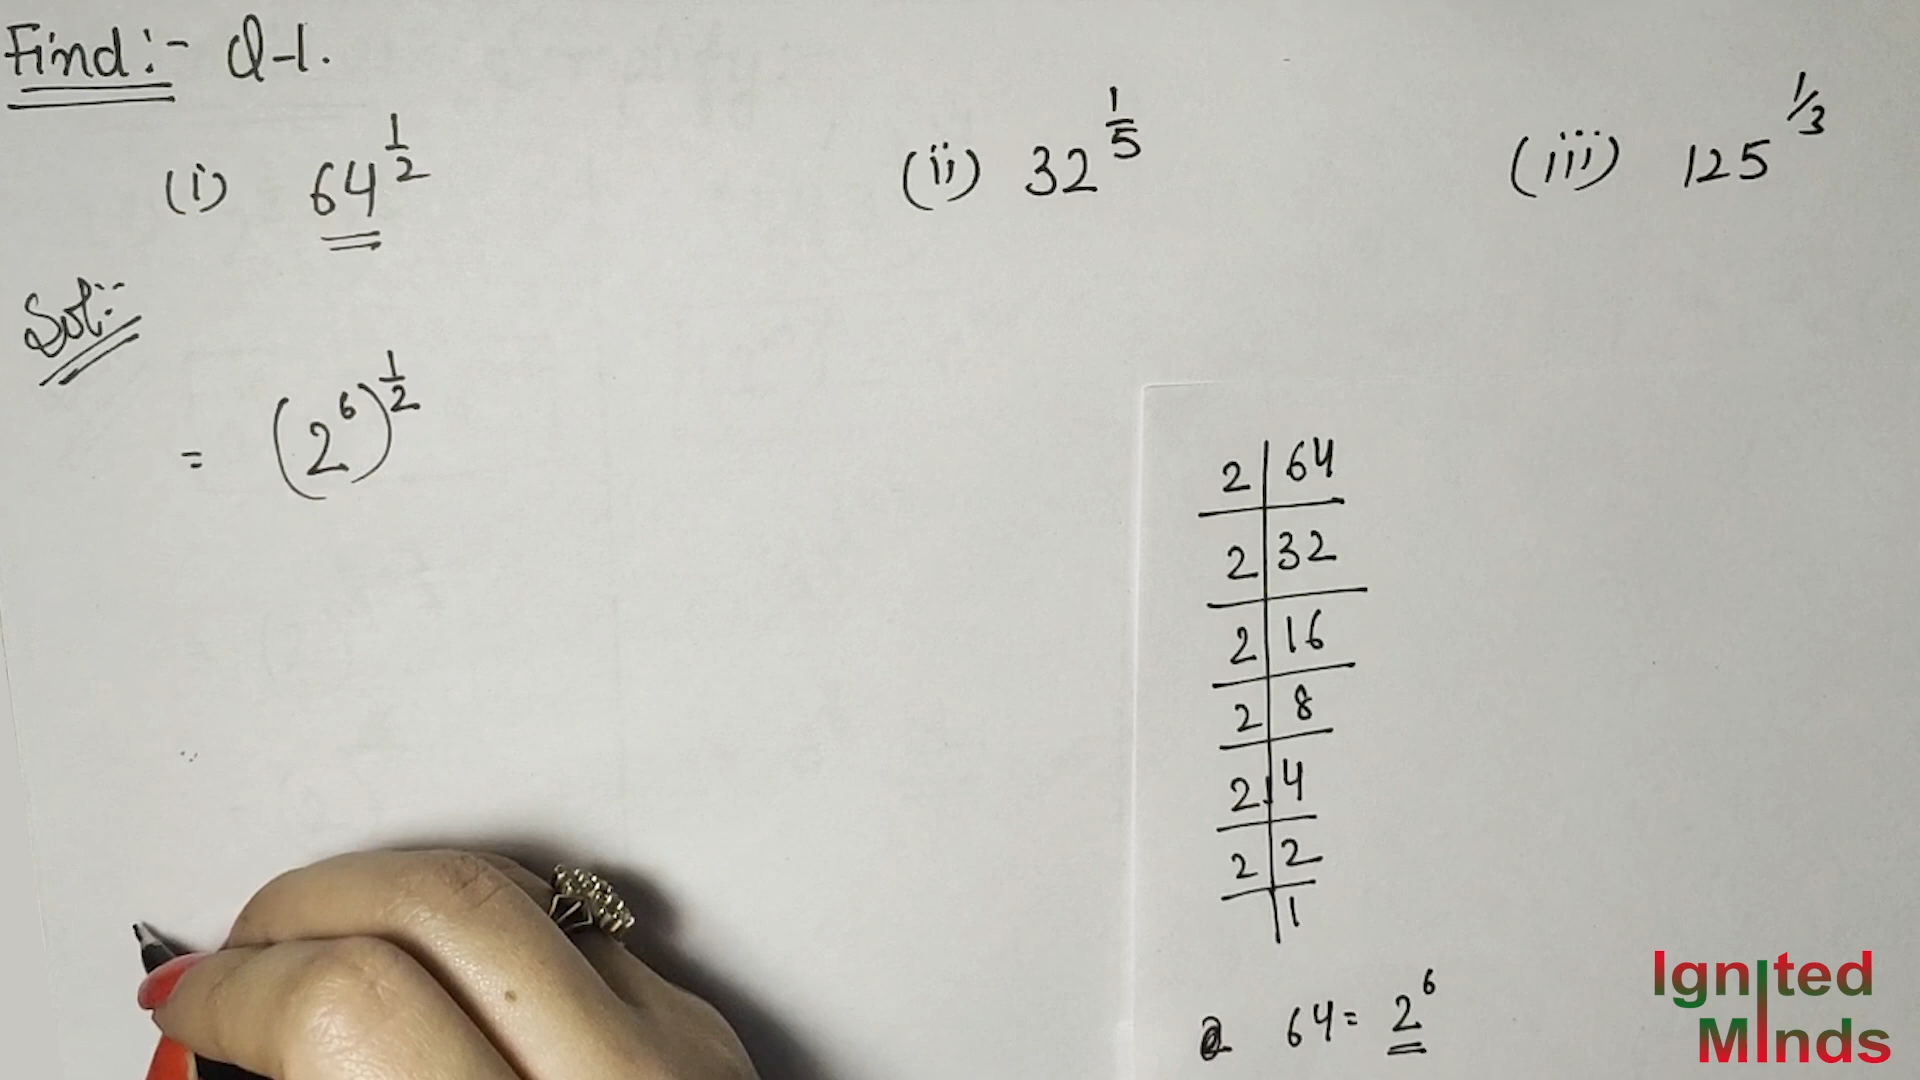 Find:- Q-1.
(i) 64^(1/2) (ii) 32^(1/5) (iii) 125^(1/3)
Sol:-
= (2^6)^(1/2)
2 | 64
2 | 32
2 | 16
2 | 8
2 | 4
2 | 2
| 1
64 = 2^6
Ignited
Minds